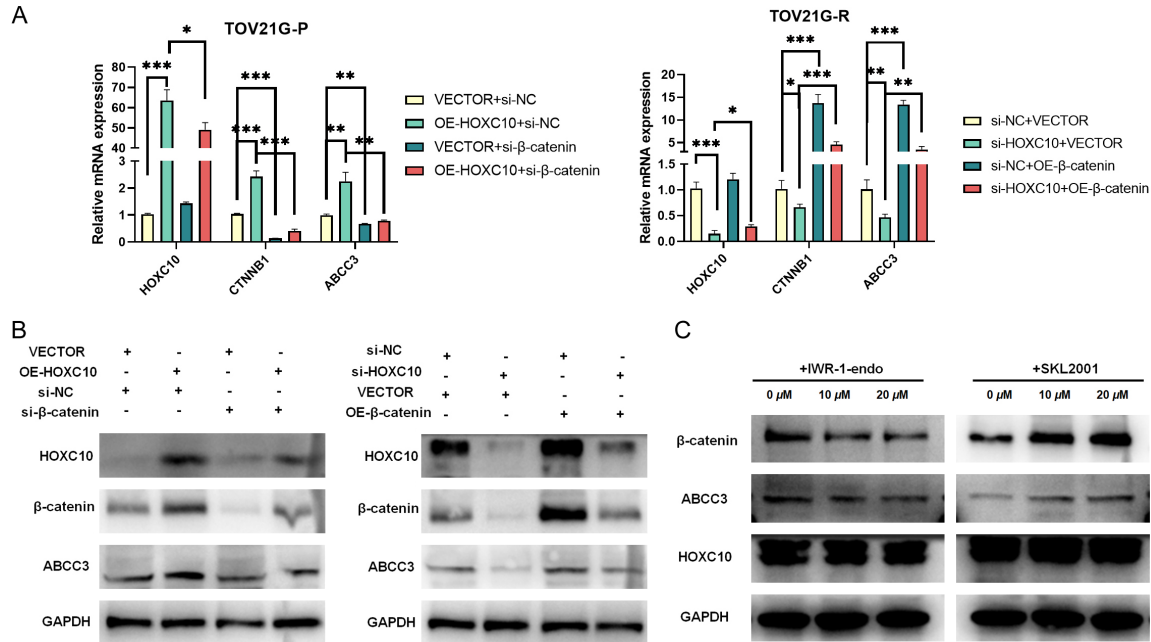 A
TOV21G-P
Relative mRNA expression
80
70
60
50
40
30
3
2
1
0
***
*
***
***
***
**
**
**
HOXC10
CTNNB1
ABCC3
VECTOR+si-NC
OE-HOXC10+si-NC
VECTOR+si-β-catenin
OE-HOXC10+si-β-catenin
TOV21G-R
Relative mRNA expression
20
15
10
5
1.5
1.0
0.5
0.0
***
*
***
*
***
***
**
**
HOXC10
CTNNB1
ABCC3
si-NC+VECTOR
si-HOXC10+VECTOR
si-NC+OE-β-catenin
si-HOXC10+OE-β-catenin
B
VECTOR + - + -
OE-HOXC10 - + - +
si-NC + + - -
si-β-catenin - - + +
HOXC10
β-catenin
ABCC3
GAPDH
si-NC + - + -
si-HOXC10 - + - +
VECTOR + + - -
OE-β-catenin - - + +
HOXC10
β-catenin
ABCC3
GAPDH
C
+IWR-1-endo +SKL2001
0 µM 10 µM 20 µM 0 µM 10 µM 20 µM
β-catenin
ABCC3
HOXC10
GAPDH